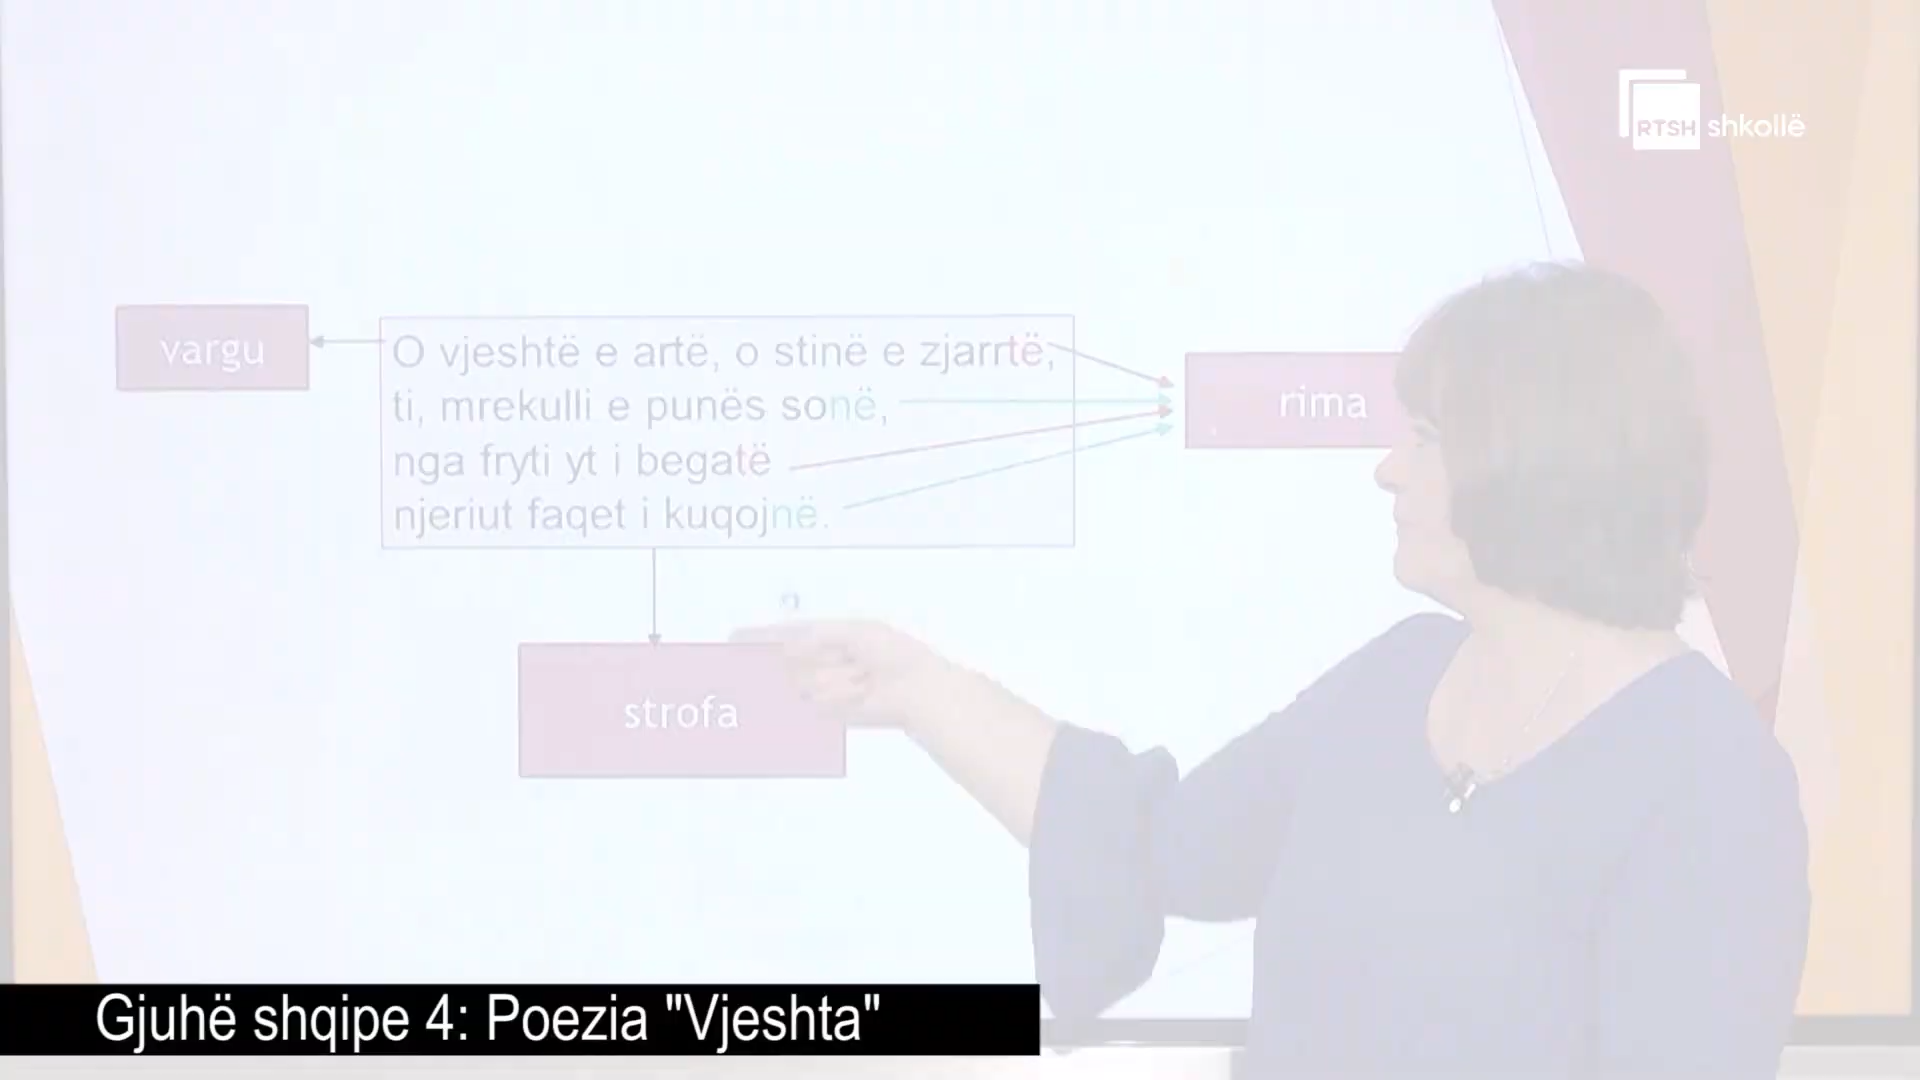 RTSH shkollë
vargu
O vjeshtë e artë, o stinë e zjarrtë,
ti, mrekulli e punës sonë,
nga fryti yt i begatë
njeriut faqet i kuqojnë.
rima
strofa
Gjuhë shqipe 4: Poezia "Vjeshta"